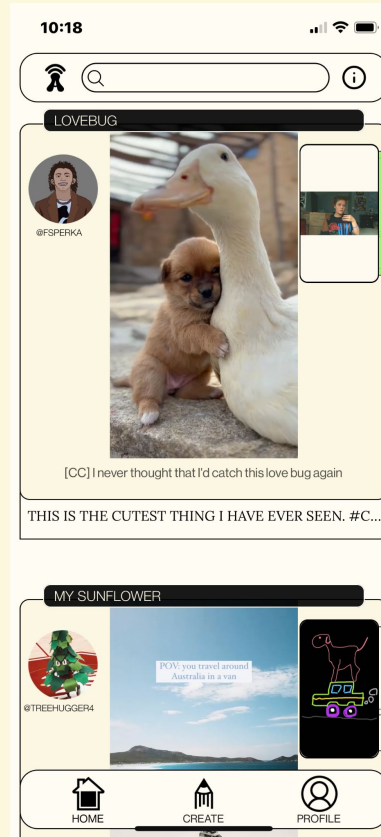 10:18
LOVEBUG
@FSPERKA
[CC] I never thought that I'd catch this love bug again
THIS IS THE CUTEST THING I HAVE EVER SEEN. #C...
MY SUNFLOWER
@TREEHUGGER4
POV: you travel around
Australia in a van
HOME
CREATE
PROFILE